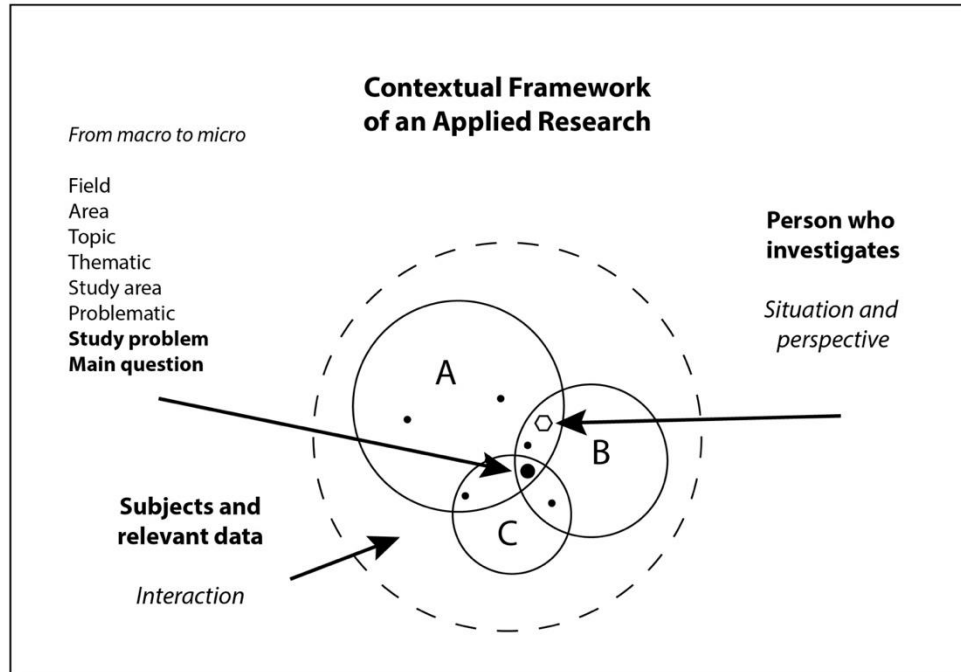 Contextual Framework
of an Applied Research
From macro to micro
Field
Area
Topic
Thematic
Study area
Problematic
Study problem
Main question
Person who
investigates
Situation and
perspective
A
B
C
Subjects and
relevant data
Interaction